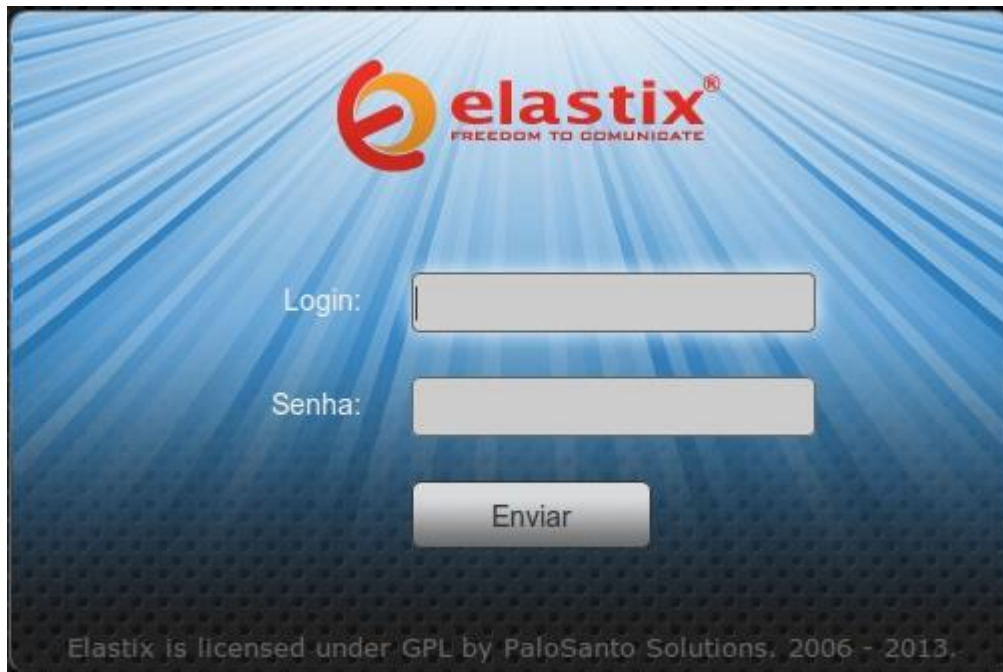 elastix®
FREEDOM TO COMUNICATE
Login:
Senha:
Enviar
Elastix is licensed under GPL by PaloSanto Solutions. 2006 - 2013.